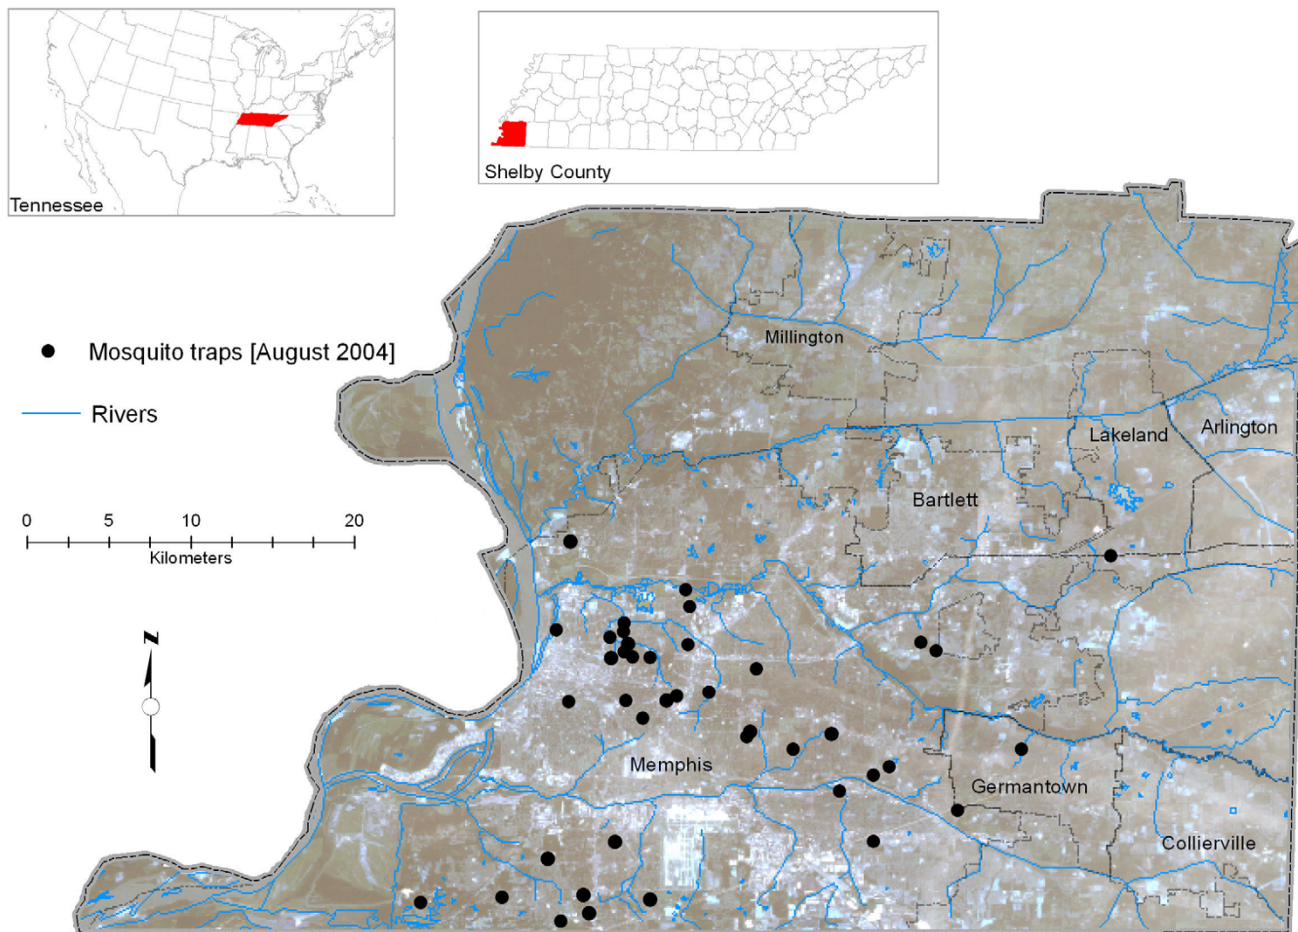 Tennessee
Shelby County
Mosquito traps [August 2004]
Rivers
0 5 10 20
Kilometers
N
Millington
Lakeland
Arlington
Bartlett
Memphis
Germantown
Collierville